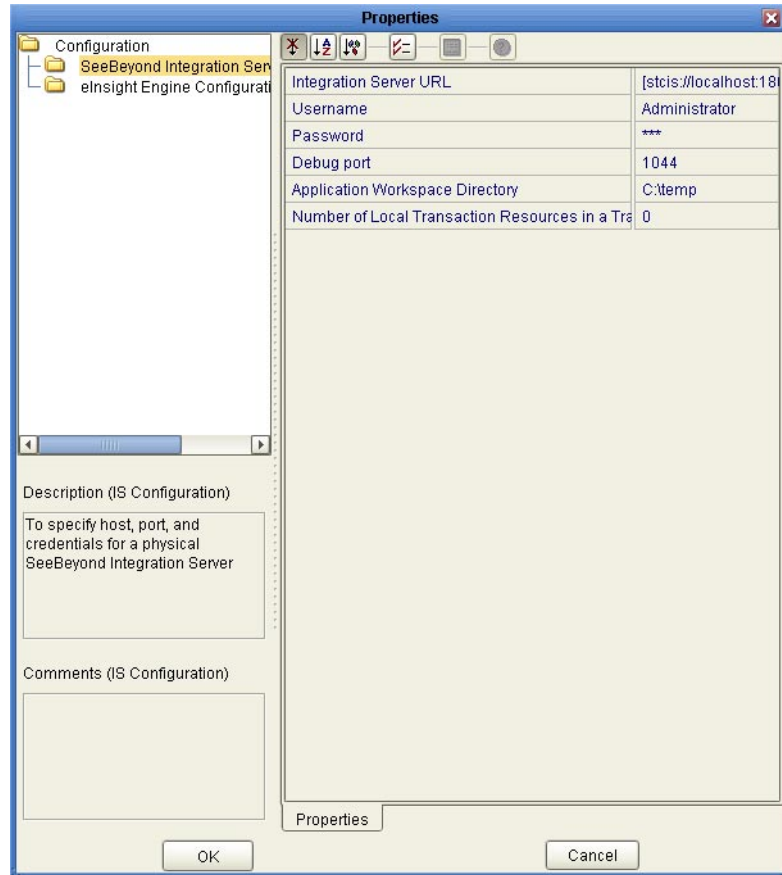 Properties
Configuration
SeeBeyond Integration Ser
eInsight Engine Configurati
Integration Server URL [stcis://localhost:180
Username Administrator
Password ***
Debug port 1044
Application Workspace Directory C:\temp
Number of Local Transaction Resources in a Tra 0
Description (IS Configuration)
To specify host, port, and
credentials for a physical
SeeBeyond Integration Server
Comments (IS Configuration)
Properties
OK Cancel